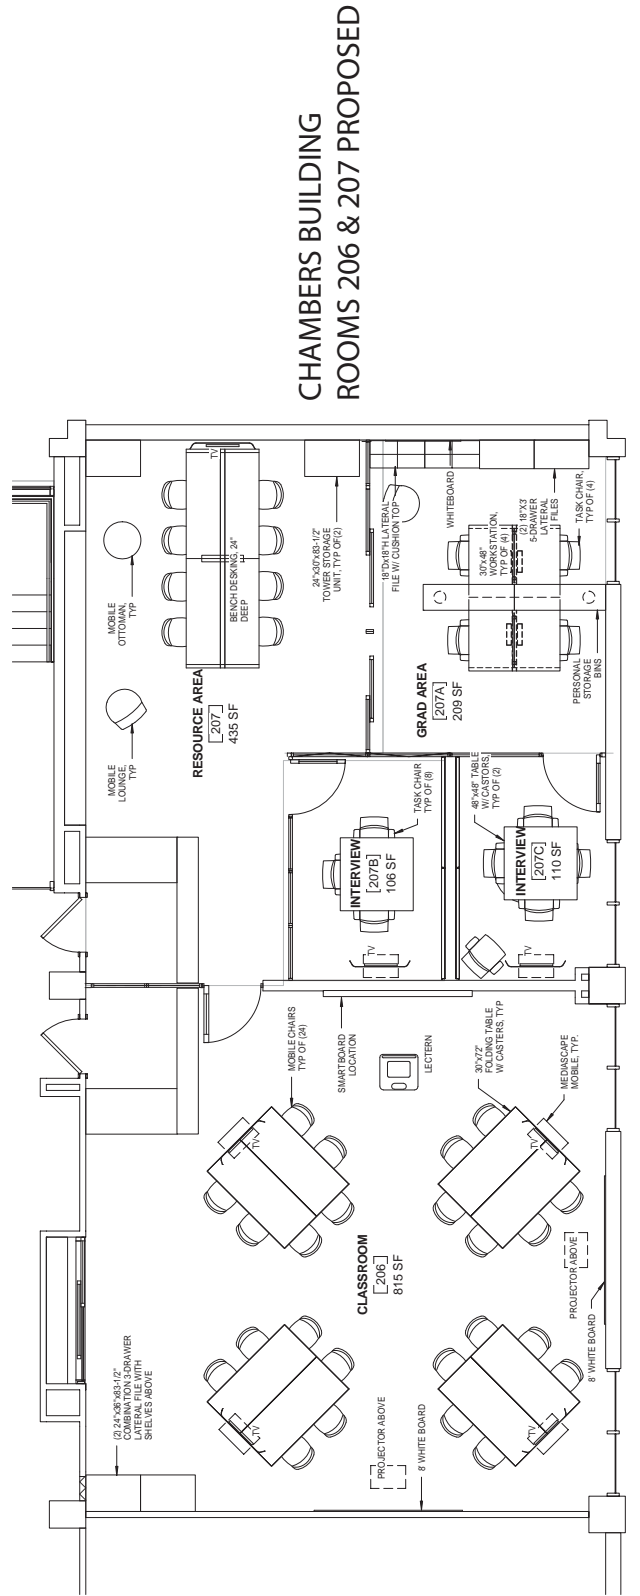 CHAMBERS BUILDING
ROOMS 206 & 207 PROPOSED
MOBILE
OTTOMAN,
TYP
MOBILE
LOUNGE,
TYP
TV
BENCH DESKING, 24"
DEEP
24"x30"x83-1/2"
TOWER STORAGE
UNIT, TYP OF(2)
RESOURCE AREA
[207]
435 SF
18"Dx18"H LATERAL
FILE W/ CUSHION TOP
WHITEBOARD
30"x48"
WORKSTATION,
TYP OF (4)
(2) 18"X3'
5-DRAWER
LATERAL
FILES
TASK CHAIR,
TYP OF (4)
GRAD AREA
[207A]
209 SF
PERSONAL
STORAGE
BINS
TASK CHAIR
TYP OF (8)
48"x48" TABLE
W/ CASTORS,
TYP OF (2)
INTERVIEW
[207B]
106 SF
TV
INTERVIEW
[207C]
110 SF
TV
MOBILE CHAIRS
TYP OF (24)
SMARTBOARD
LOCATION
LECTERN
30"x72"
FOLDING TABLE
W/ CASTERS, TYP
MEDIASCAPE
MOBILE, TYP.
TV
TV
CLASSROOM
[206]
815 SF
PROJECTOR ABOVE
8' WHITE BOARD
(2) 24"x36"x83-1/2"
COMBINATION 3-DRAWER
LATERAL FILE WITH
SHELVES ABOVE
TV
TV
PROJECTOR ABOVE
8' WHITE BOARD